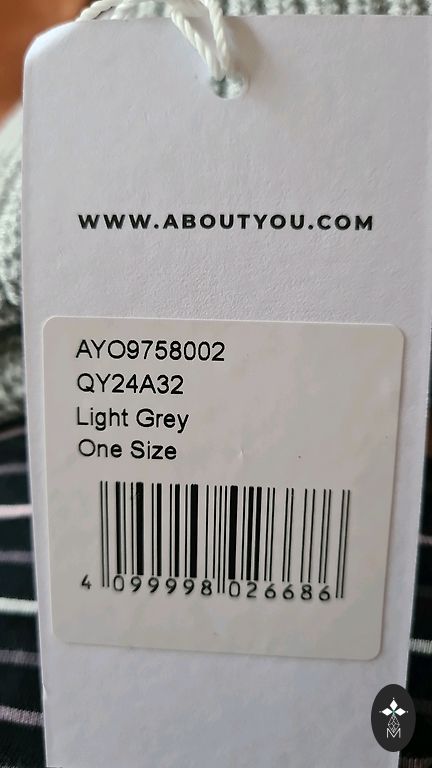 WWW.ABOUTYOU.COM
AYO9758002
QY24A32
Light Grey
One Size
4 099998 026686
M